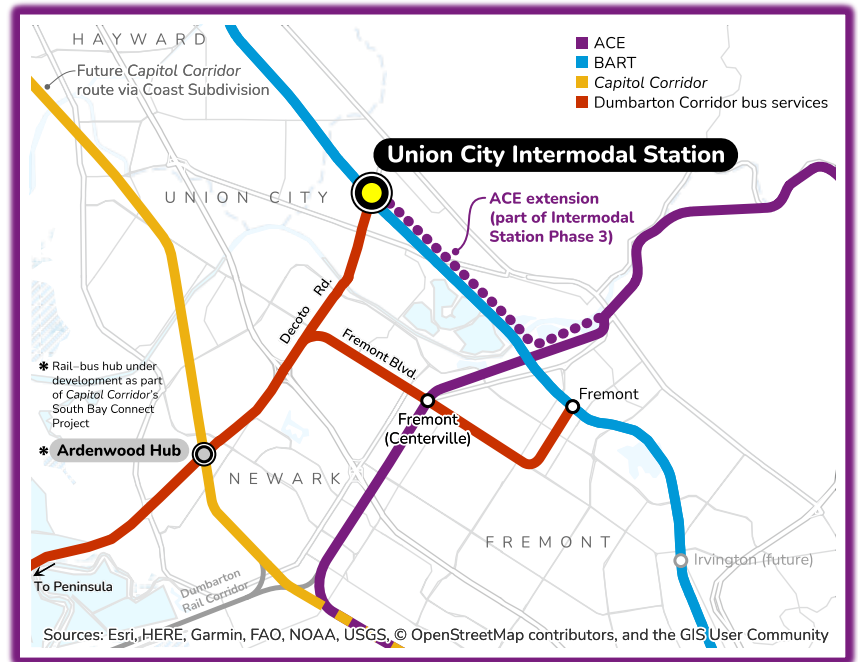 HAYWARD
Future Capitol Corridor
route via Coast Subdivision
ACE
BART
Capitol Corridor
Dumbarton Corridor bus services
Union City Intermodal Station
UNION CITY
ACE extension
(part of Intermodal
Station Phase 3)
Decoto Rd.
Fremont Blvd.
* Rail–bus hub under
development as part
of Capitol Corridor's
South Bay Connect
Project
Fremont
Fremont
(Centerville)
* Ardenwood Hub
NEWARK
FREMONT
Irvington (future)
To Peninsula
Dumbarton
Rail Corridor
Sources: Esri, HERE, Garmin, FAO, NOAA, USGS, © OpenStreetMap contributors, and the GIS User Community